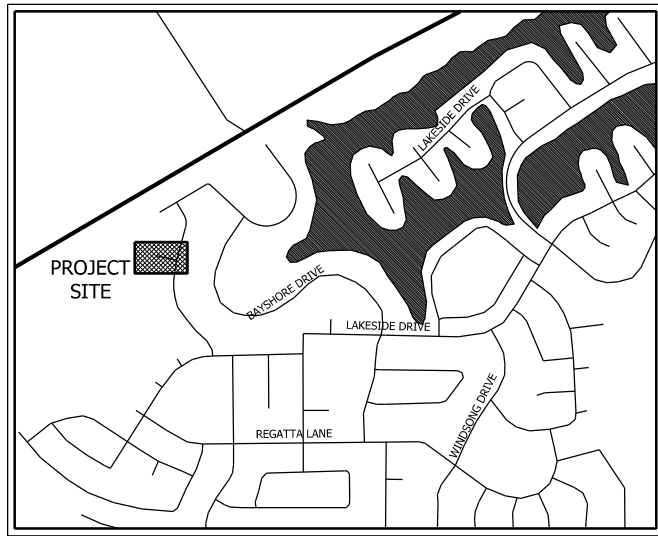 LAKESIDE DRIVE
PROJECT
SITE
BAYSHORE DRIVE
LAKESIDE DRIVE
WINDSONG DRIVE
REGATTA LANE